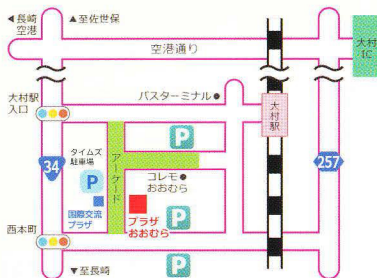 ◀長崎空港
▲至佐世保
空港通り
大村IC
大村駅入口
バスターミナル●
大村駅
34
タイムズ駐車場
P
アーケード
P
コレモ●おおむら
257
国際交流プラザ
プラザおおむら
P
西本町
▼至長崎
P